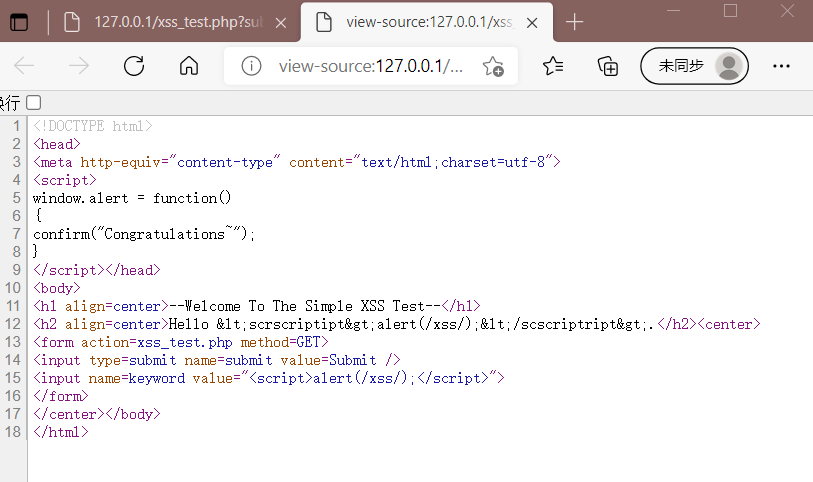 127.0.0.1/xss_test.php?sub
view-source:127.0.0.1/xss
view-source:127.0.0.1/...
未同步
换行
1 <!DOCTYPE html>
2 <head>
3 <meta http-equiv="content-type" content="text/html;charset=utf-8">
4 <script>
5 window.alert = function()
6 {
7 confirm("Congratulations~");
8 }
9 </script></head>
10 <body>
11 <h1 align=center>--Welcome To The Simple XSS Test--</h1>
12 <h2 align=center>Hello &lt;scrscriptipt&gt;alert(/xss/);&lt;/scscriptript&gt;.</h2><center>
13 <form action=xss_test.php method=GET>
14 <input type=submit name=submit value=Submit />
15 <input name=keyword value="<script>alert(/xss/);</script>">
16 </form>
17 </center></body>
18 </html>